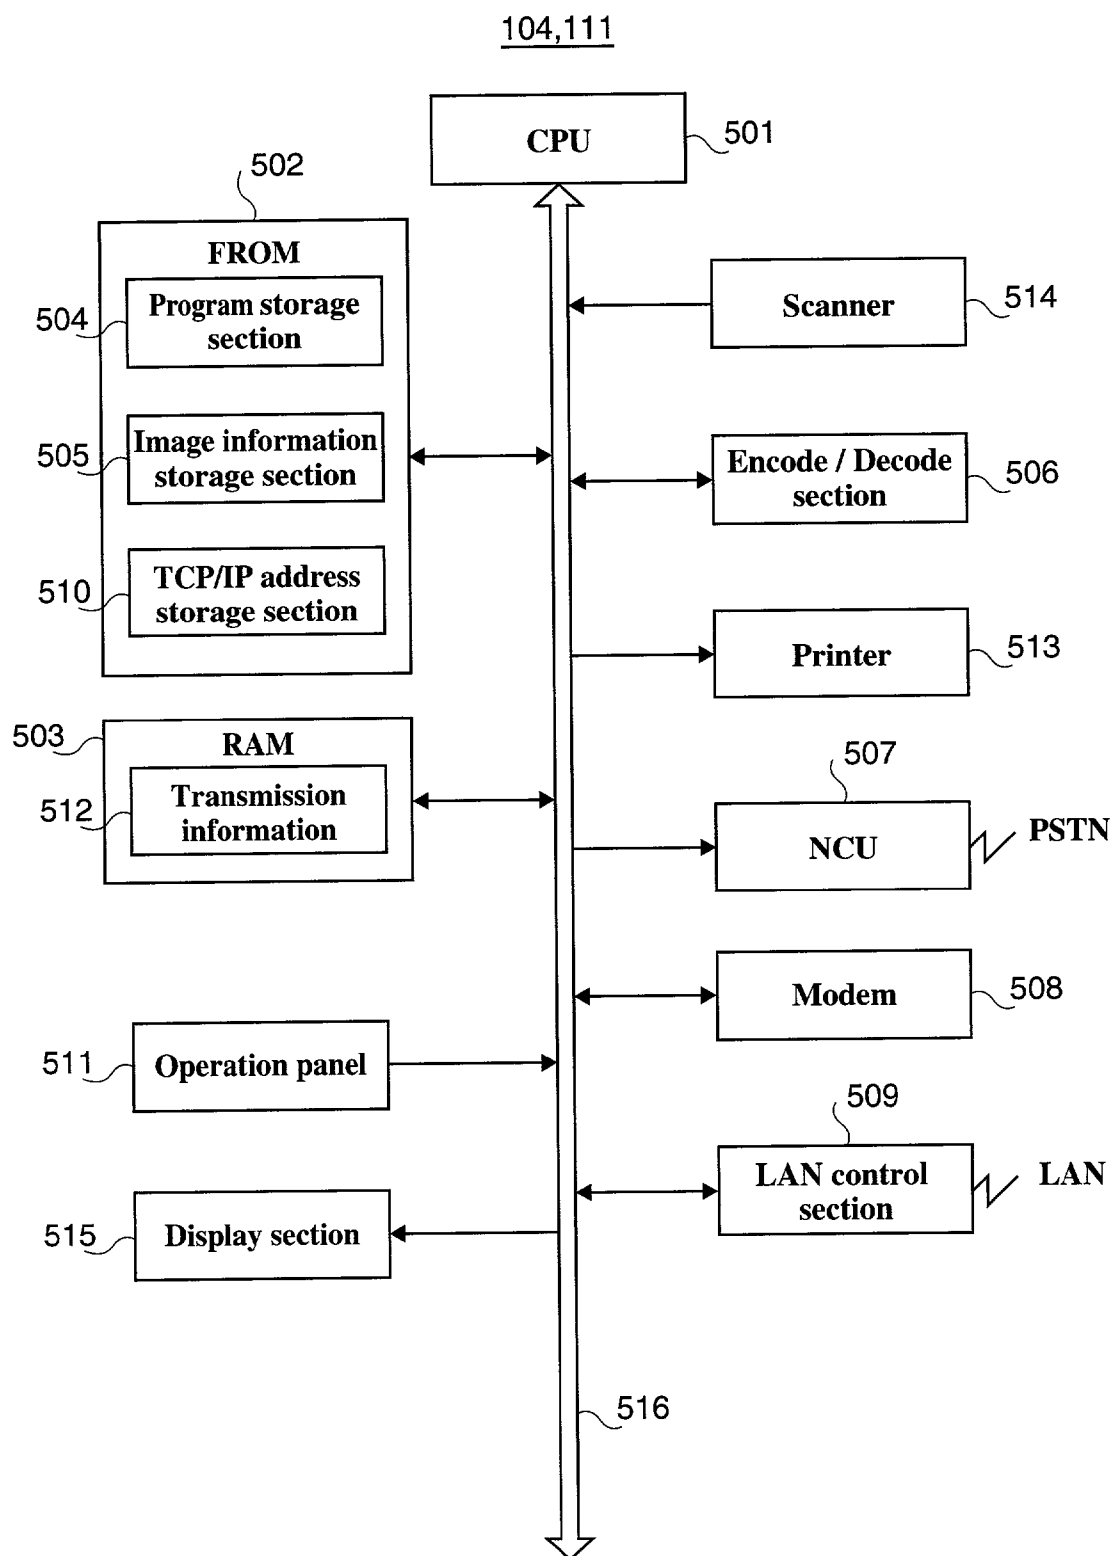 104,111
CPU
501
502
FROM
504
Program storage
section
505
Image information
storage section
510
TCP/IP address
storage section
503
RAM
512
Transmission
information
511
Operation panel
515
Display section
Scanner
514
Encode / Decode
section
506
Printer
513
507
NCU
PSTN
Modem
508
509
LAN control
section
LAN
516